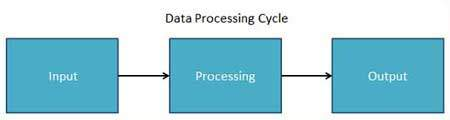 Data Processing Cycle
Input
Processing
Output